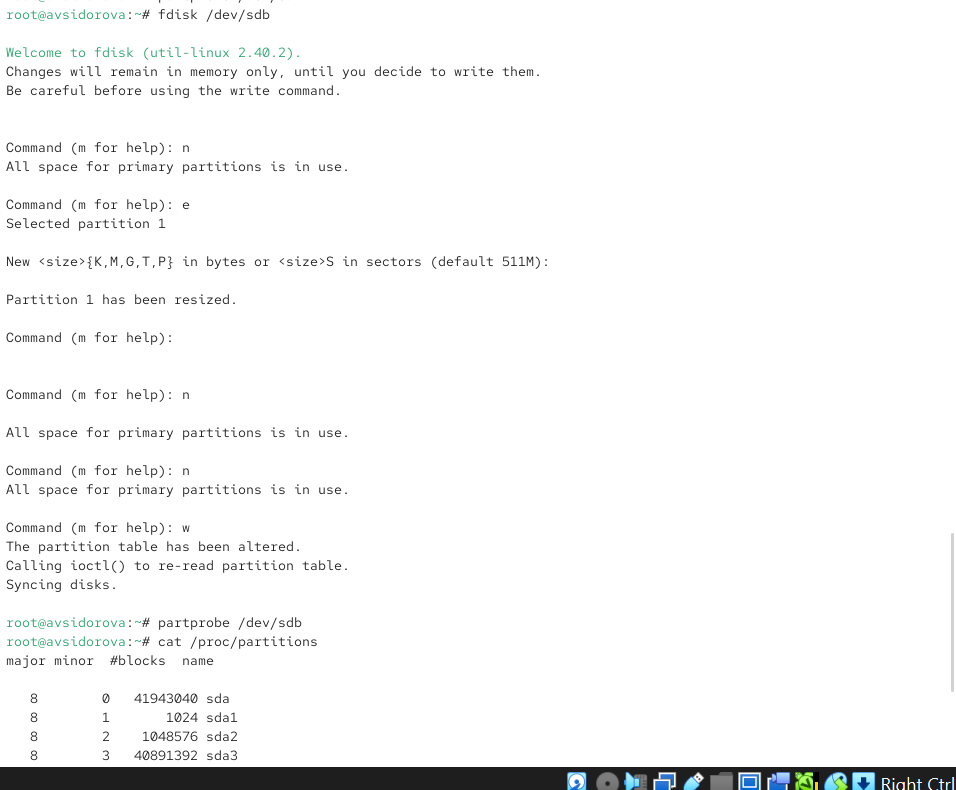 root@avsidorova:~# fdisk /dev/sdb
Welcome to fdisk (util-linux 2.40.2).
Changes will remain in memory only, until you decide to write them.
Be careful before using the write command.
Command (m for help): n
All space for primary partitions is in use.
Command (m for help): e
Selected partition 1
New <size>{K,M,G,T,P} in bytes or <size>S in sectors (default 511M):
Partition 1 has been resized.
Command (m for help):
Command (m for help): n
All space for primary partitions is in use.
Command (m for help): n
All space for primary partitions is in use.
Command (m for help): w
The partition table has been altered.
Calling ioctl() to re-read partition table.
Syncing disks.
root@avsidorova:~# partprobe /dev/sdb
root@avsidorova:~# cat /proc/partitions
major minor  #blocks  name
   8        0   41943040 sda
   8        1       1024 sda1
   8        2    1048576 sda2
   8        3   40891392 sda3
Right Ctrl